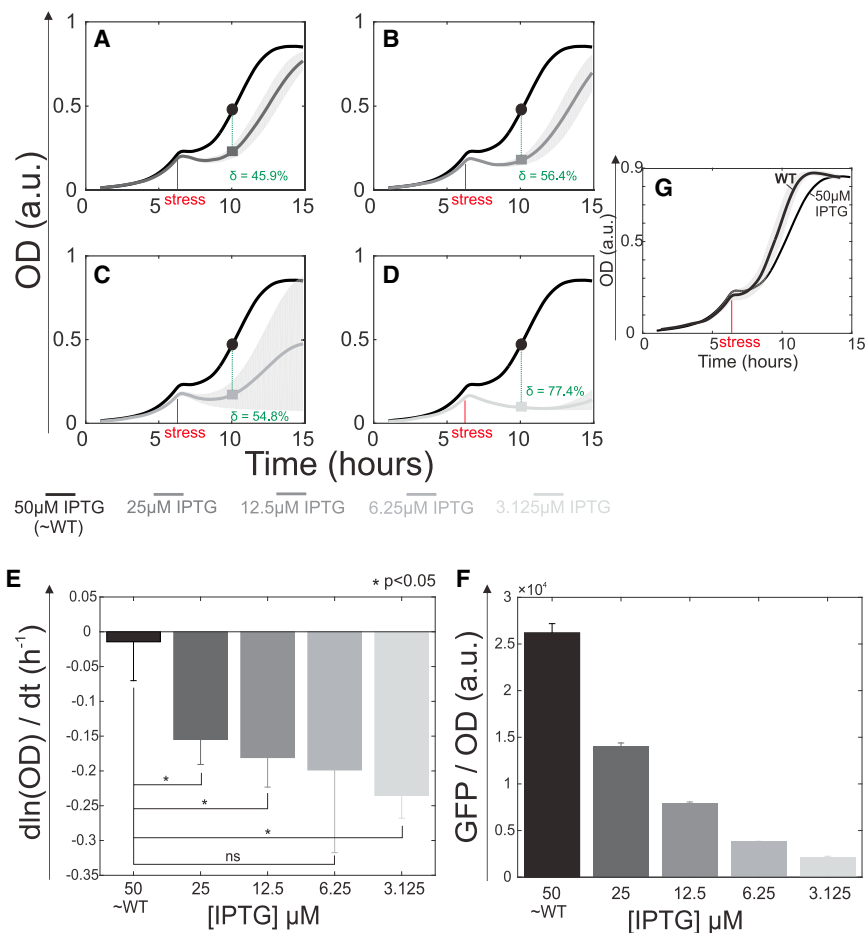 A
B
1
0.5
0
OD (a.u.)
δ = 45.9%
δ = 56.4%
0 5 10 15
0 5 10 15
stress
stress
C
D
1
0.5
0
δ = 54.8%
δ = 77.4%
0 5 10 15
0 5 10 15
stress
stress
Time (hours)
G
0.9
0.5
0
OD (a.u.)
WT
50μM
IPTG
5 10 15
stress
Time (hours)
50μM IPTG 25μM IPTG 12.5μM IPTG 6.25μM IPTG 3.125μM IPTG
(~WT)
E
* p<0.05
0.05
0
-0.05
-0.1
-0.15
-0.2
-0.25
-0.3
-0.35
dln(OD) / dt (h⁻¹)
*
*
*
ns
50 25 12.5 6.25 3.125
~WT
[IPTG] μM
F
×10⁴
3
2.5
2
1.5
1
0.5
0
GFP / OD (a.u.)
50 25 12.5 6.25 3.125
~WT
[IPTG] μM